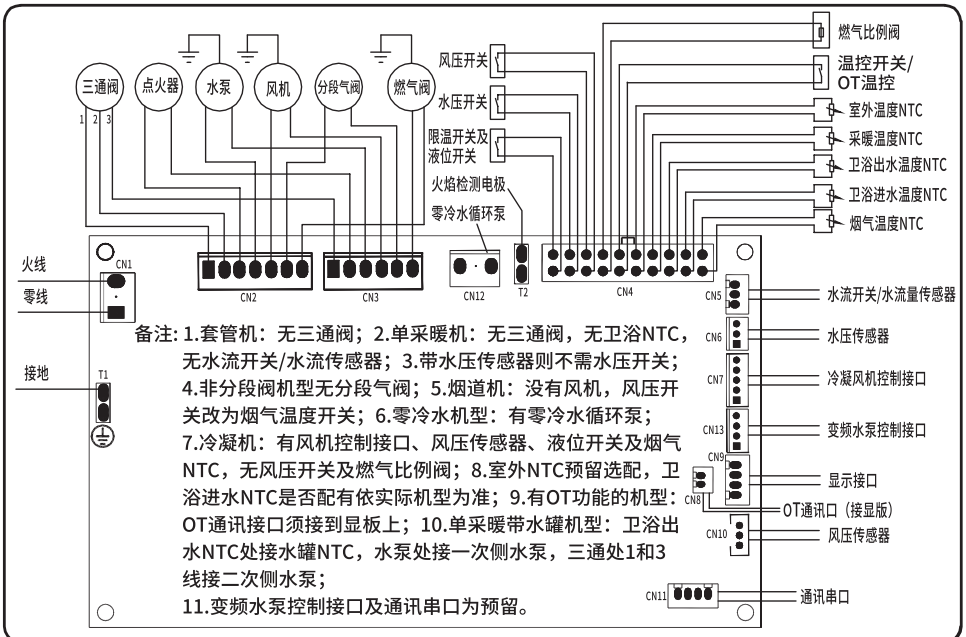 三通阀
点火器
水泵
风机
分段气阀
燃气阀
1 2 3
风压开关
水压开关
限温开关及
液位开关
火焰检测电极
零冷水循环泵
燃气比例阀
温控开关/
OT温控
室外温度NTC
采暖温度NTC
卫浴出水温度NTC
卫浴进水温度NTC
烟气温度NTC
火线
零线
接地
CN1
T1
CN2
CN3
CN12
T2
CN4
CN5
水流开关/水流量传感器
CN6
水压传感器
CN7
冷凝风机控制接口
CN13
变频水泵控制接口
CN9
显示接口
CN8
OT通讯口（接显版）
CN10
风压传感器
CN11
通讯串口
备注: 1.套管机：无三通阀；2.单采暖机：无三通阀，无卫浴NTC，
无水流开关/水流传感器；3.带水压传感器则不需水压开关；
4.非分段阀机型无分段气阀；5.烟道机：没有风机，风压开
关改为烟气温度开关；6.零冷水机型：有零冷水循环泵；
7.冷凝机：有风机控制接口、风压传感器、液位开关及烟气
NTC，无风压开关及燃气比例阀；8.室外NTC预留选配，卫
浴进水NTC是否配有依实际机型为准；9.有OT功能的机型：
OT通讯接口须接到显板上；10.单采暖带水罐机型：卫浴出
水NTC处接水罐NTC，水泵处接一次侧水泵，三通处1和3
线接二次侧水泵；
11.变频水泵控制接口及通讯串口为预留。